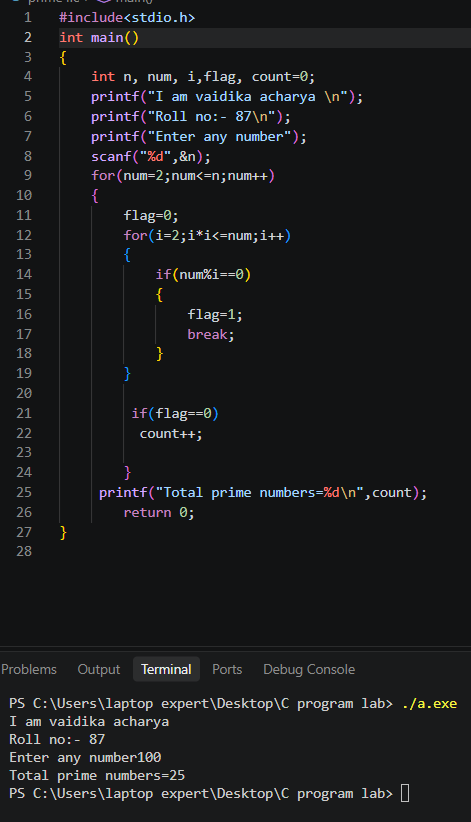 main()
1 #include<stdio.h>
2 int main()
3 {
4 int n, num, i,flag, count=0;
5 printf("I am vaidika acharya \n");
6 printf("Roll no:- 87\n");
7 printf("Enter any number");
8 scanf("%d",&n);
9 for(num=2;num<=n;num++)
10 {
11 flag=0;
12 for(i=2;i*i<=num;i++)
13 {
14 if(num%i==0)
15 {
16 flag=1;
17 break;
18 }
19 }
20
21 if(flag==0)
22 count++;
23
24 }
25 printf("Total prime numbers=%d\n",count);
26 return 0;
27 }
28
Problems Output Terminal Ports Debug Console
PS C:\Users\laptop expert\Desktop\C program lab> ./a.exe
I am vaidika acharya
Roll no:- 87
Enter any number100
Total prime numbers=25
PS C:\Users\laptop expert\Desktop\C program lab>